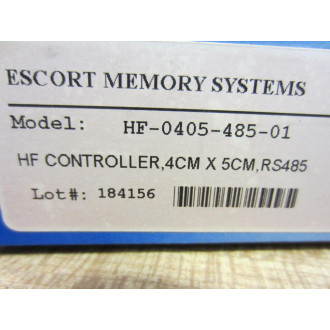 ESCORT MEMORY SYSTEMS
Model: HF-0405-485-01
HF CONTROLLER,4CM X 5CM,RS485
Lot#: 184156